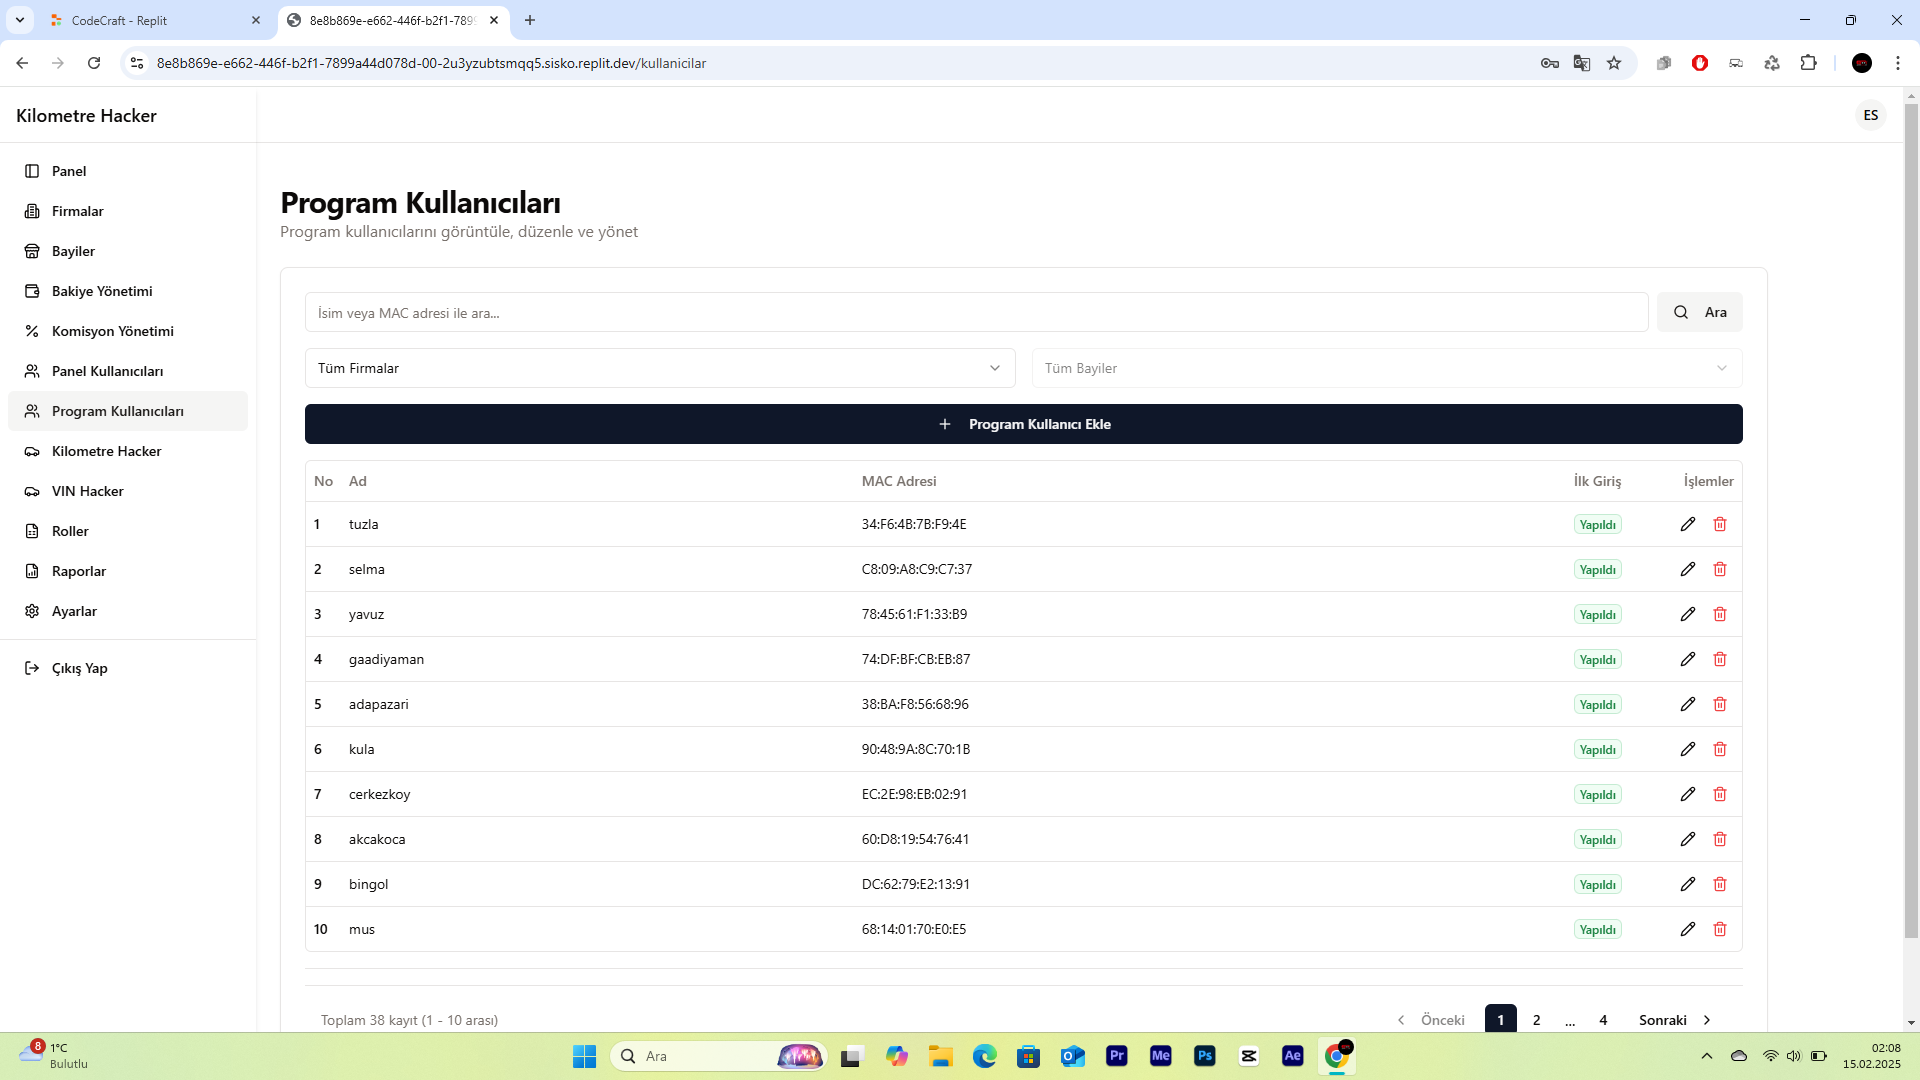 CodeCraft - Replit
8e8b869e-e662-446f-b2f1-789
8e8b869e-e662-446f-b2f1-7899a44d078d-00-2u3yzubtsmqq5.sisko.replit.dev/kullanicilar
Kilometre Hacker
ES
Panel
Firmalar
Bayiler
Bakiye Yönetimi
Komisyon Yönetimi
Panel Kullanıcıları
Program Kullanıcıları
Kilometre Hacker
VIN Hacker
Roller
Raporlar
Ayarlar
Çıkış Yap
Program Kullanıcıları
Program kullanıcılarını görüntüle, düzenle ve yönet
İsim veya MAC adresi ile ara...
Ara
Tüm Firmalar
Tüm Bayiler
+ Program Kullanıcı Ekle
No Ad MAC Adresi İlk Giriş İşlemler
1 tuzla 34:F6:4B:7B:F9:4E Yapıldı
2 selma C8:09:A8:C9:C7:37 Yapıldı
3 yavuz 78:45:61:F1:33:B9 Yapıldı
4 gaadiyaman 74:DF:BF:CB:EB:87 Yapıldı
5 adapazari 38:BA:F8:56:68:96 Yapıldı
6 kula 90:48:9A:8C:70:1B Yapıldı
7 cerkezkoy EC:2E:98:EB:02:91 Yapıldı
8 akcakoca 60:D8:19:54:76:41 Yapıldı
9 bingol DC:62:79:E2:13:91 Yapıldı
10 mus 68:14:01:70:E0:E5 Yapıldı
Toplam 38 kayıt (1 - 10 arası)
Önceki 1 2 ... 4 Sonraki
8
1°C
Bulutlu
Ara
Pr
Me
Ps
Ae
02:08
15.02.2025